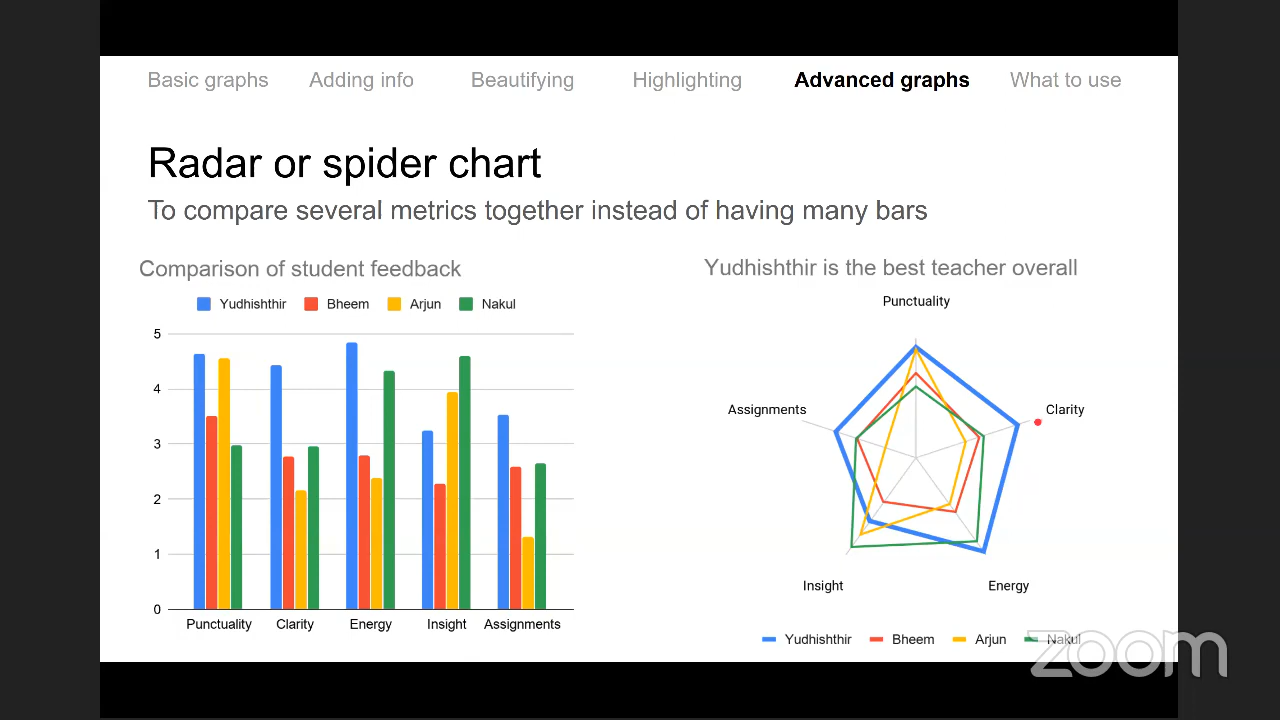 Basic graphs Adding info Beautifying Highlighting Advanced graphs What to use
Radar or spider chart
To compare several metrics together instead of having many bars
Comparison of student feedback
Yudhishthir Bheem Arjun Nakul
5
4
3
2
1
0
Punctuality Clarity Energy Insight Assignments
Yudhishthir is the best teacher overall
Punctuality
Assignments Clarity
Insight Energy
Yudhishthir Bheem Arjun Nakul
zoom